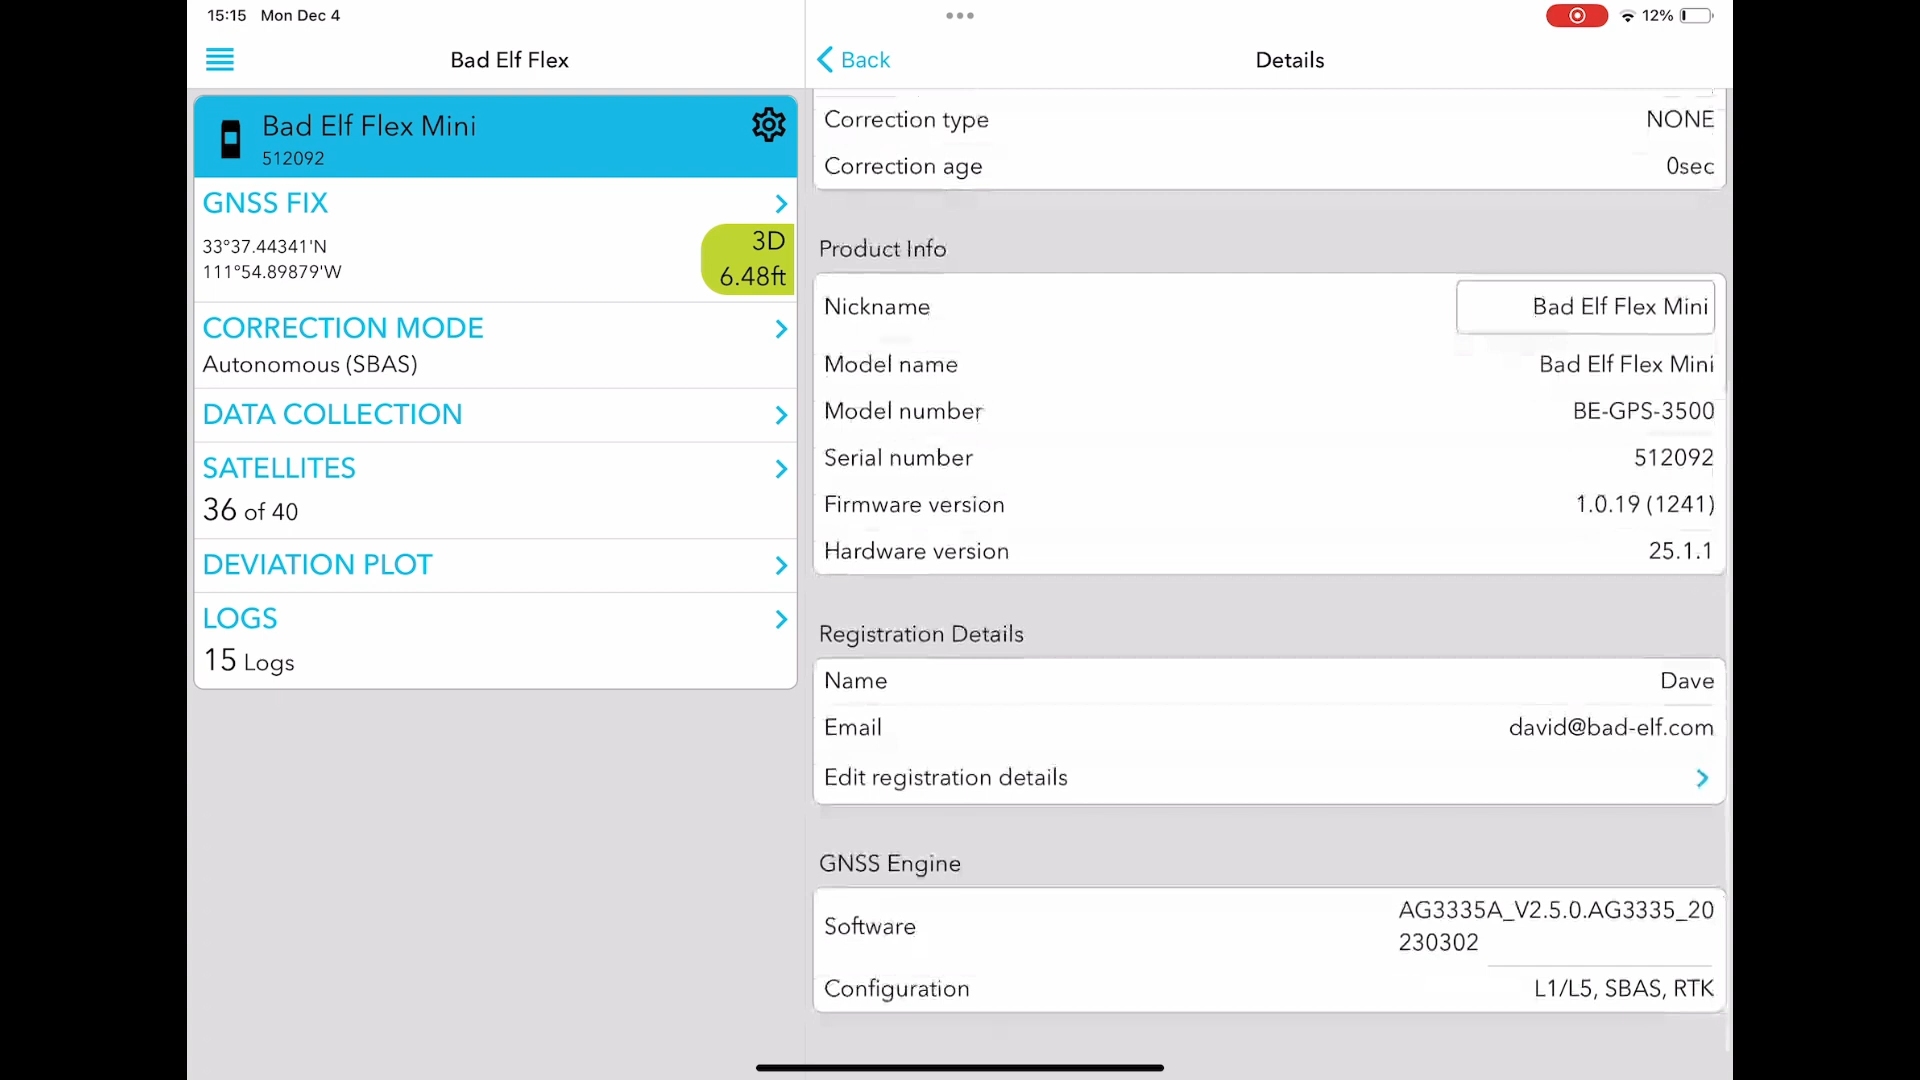 15:15 Mon Dec 4
12%
Bad Elf Flex
Back
Details
Bad Elf Flex Mini
512092
GNSS FIX
33°37.44341'N
111°54.89879'W
3D
6.48ft
CORRECTION MODE
Autonomous (SBAS)
DATA COLLECTION
SATELLITES
36 of 40
DEVIATION PLOT
LOGS
15 Logs
Correction type NONE
Correction age 0sec
Product Info
Nickname Bad Elf Flex Mini
Model name Bad Elf Flex Mini
Model number BE-GPS-3500
Serial number 512092
Firmware version 1.0.19 (1241)
Hardware version 25.1.1
Registration Details
Name Dave
Email david@bad-elf.com
Edit registration details
GNSS Engine
Software AG3335A_V2.5.0.AG3335_20
230302
Configuration L1/L5, SBAS, RTK